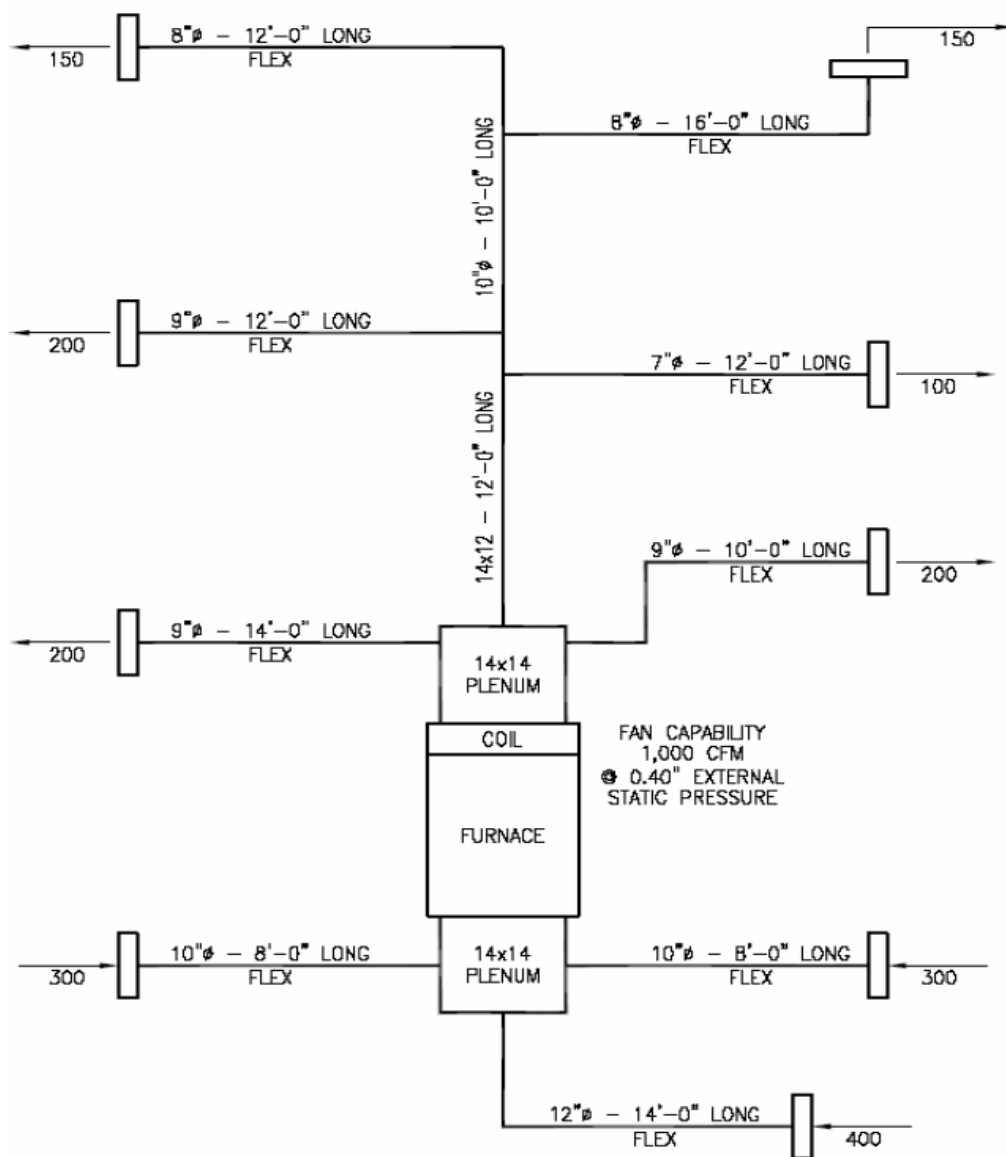 8"ø - 12'-0" LONG
FLEX
150
150
8"ø - 16'-0" LONG
FLEX
10"ø - 10'-0" LONG
9"ø - 12'-0" LONG
FLEX
200
7"ø - 12'-0" LONG
FLEX
100
14x12 - 12'-0" LONG
9"ø - 10'-0" LONG
FLEX
200
9"ø - 14'-0" LONG
FLEX
200
14x14
PLENUM
COIL
FAN CAPABILITY
1,000 CFM
@ 0.40" EXTERNAL
STATIC PRESSURE
FURNACE
10"ø - 8'-0" LONG
FLEX
300
14x14
PLENUM
10"ø - 8'-0" LONG
FLEX
300
12"ø - 14'-0" LONG
FLEX
400